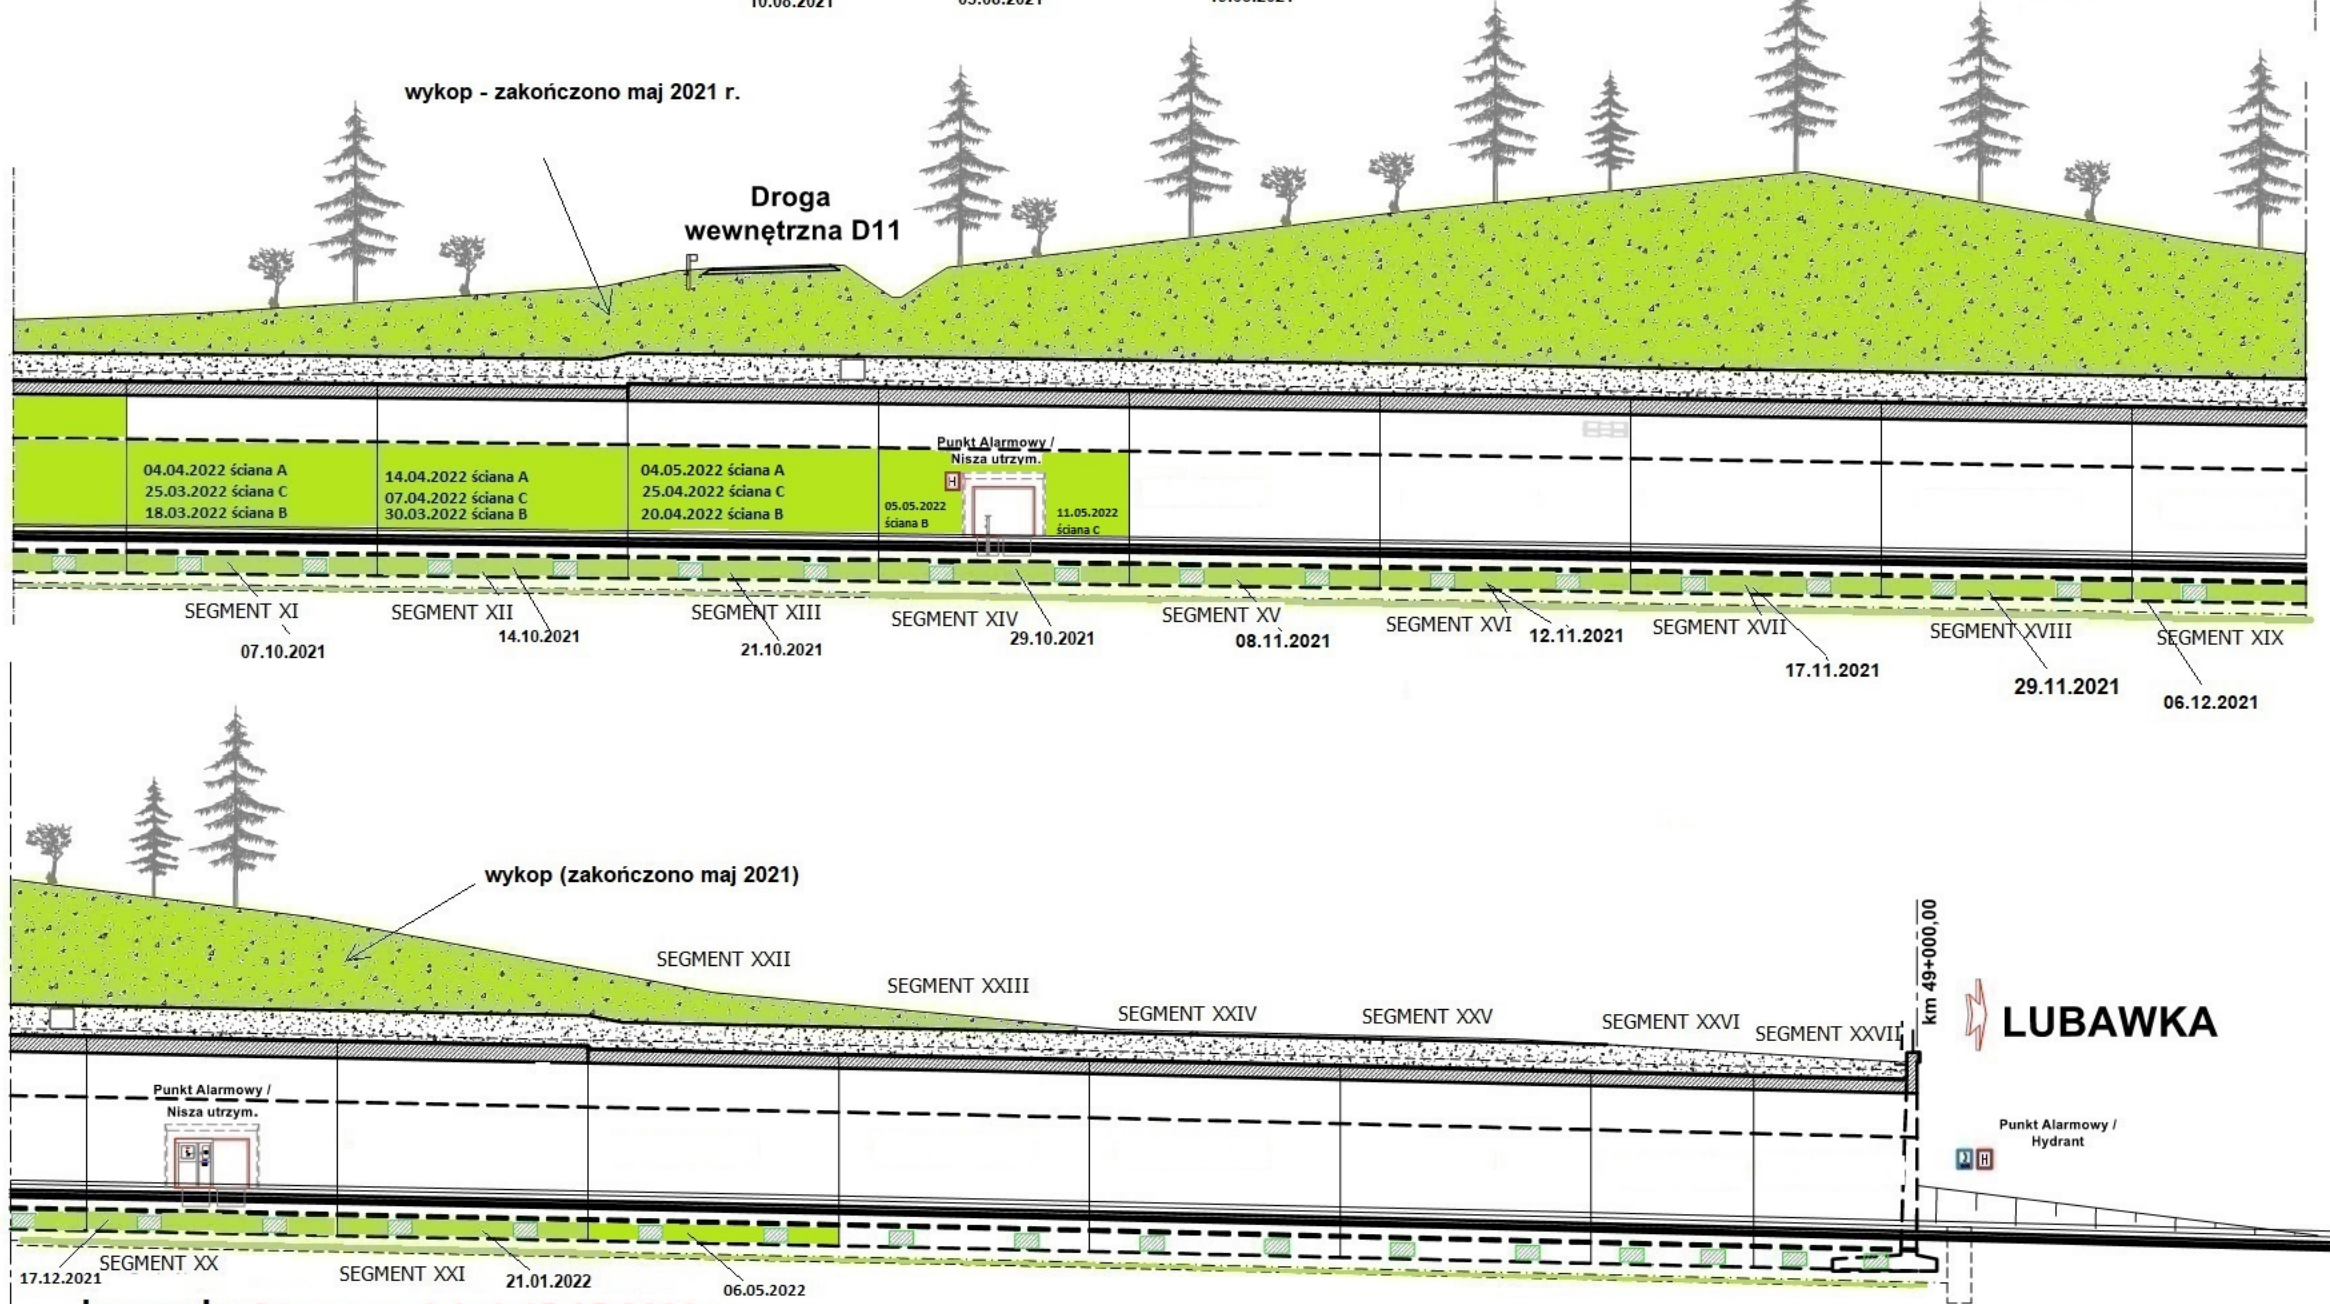 wykop - zakończono maj 2021 r.
Droga
wewnętrzna D11
Punkt Alarmowy /
Nisza utrzym.
H
04.04.2022 ściana A
25.03.2022 ściana C
18.03.2022 ściana B
14.04.2022 ściana A
07.04.2022 ściana C
30.03.2022 ściana B
04.05.2022 ściana A
25.04.2022 ściana C
20.04.2022 ściana B
05.05.2022
ściana B
11.05.2022
ściana C
SEGMENT XI
SEGMENT XII
SEGMENT XIII
SEGMENT XIV
SEGMENT XV
SEGMENT XVI
SEGMENT XVII
SEGMENT XVIII
SEGMENT XIX
07.10.2021
14.10.2021
21.10.2021
29.10.2021
08.11.2021
12.11.2021
17.11.2021
29.11.2021
06.12.2021
wykop (zakończono maj 2021)
SEGMENT XXII
SEGMENT XXIII
SEGMENT XXIV
SEGMENT XXV
SEGMENT XXVI
SEGMENT XXVII
km 49+000,00
LUBAWKA
Punkt Alarmowy /
Nisza utrzym.
Punkt Alarmowy /
Hydrant
H
17.12.2021
SEGMENT XX
SEGMENT XXI
21.01.2022
06.05.2022